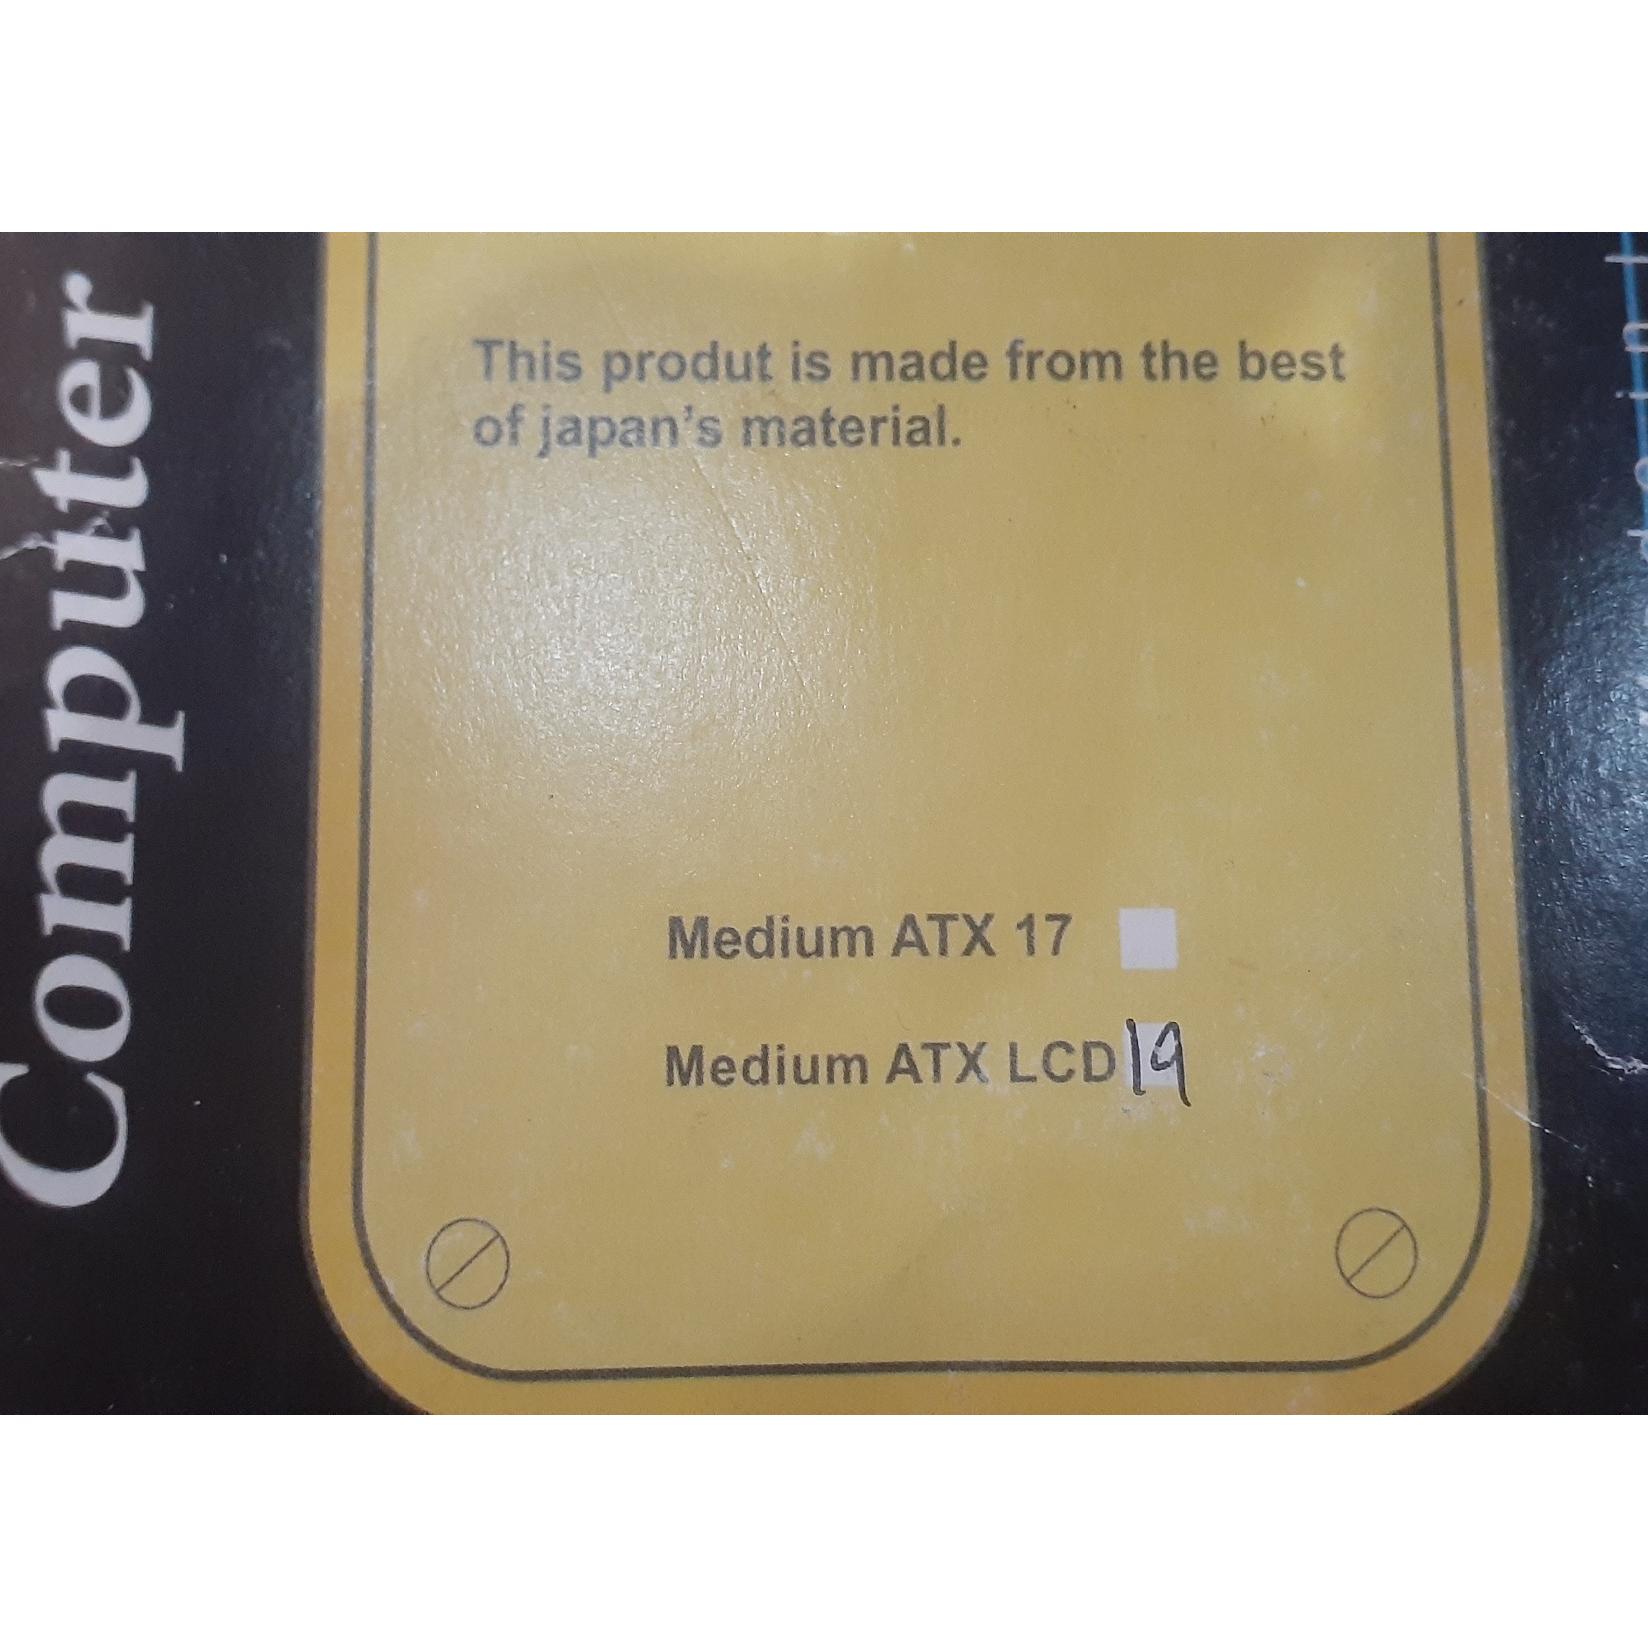 Computer
This produt is made from the best
of japan's material.
Medium ATX 17
Medium ATX LCD 19